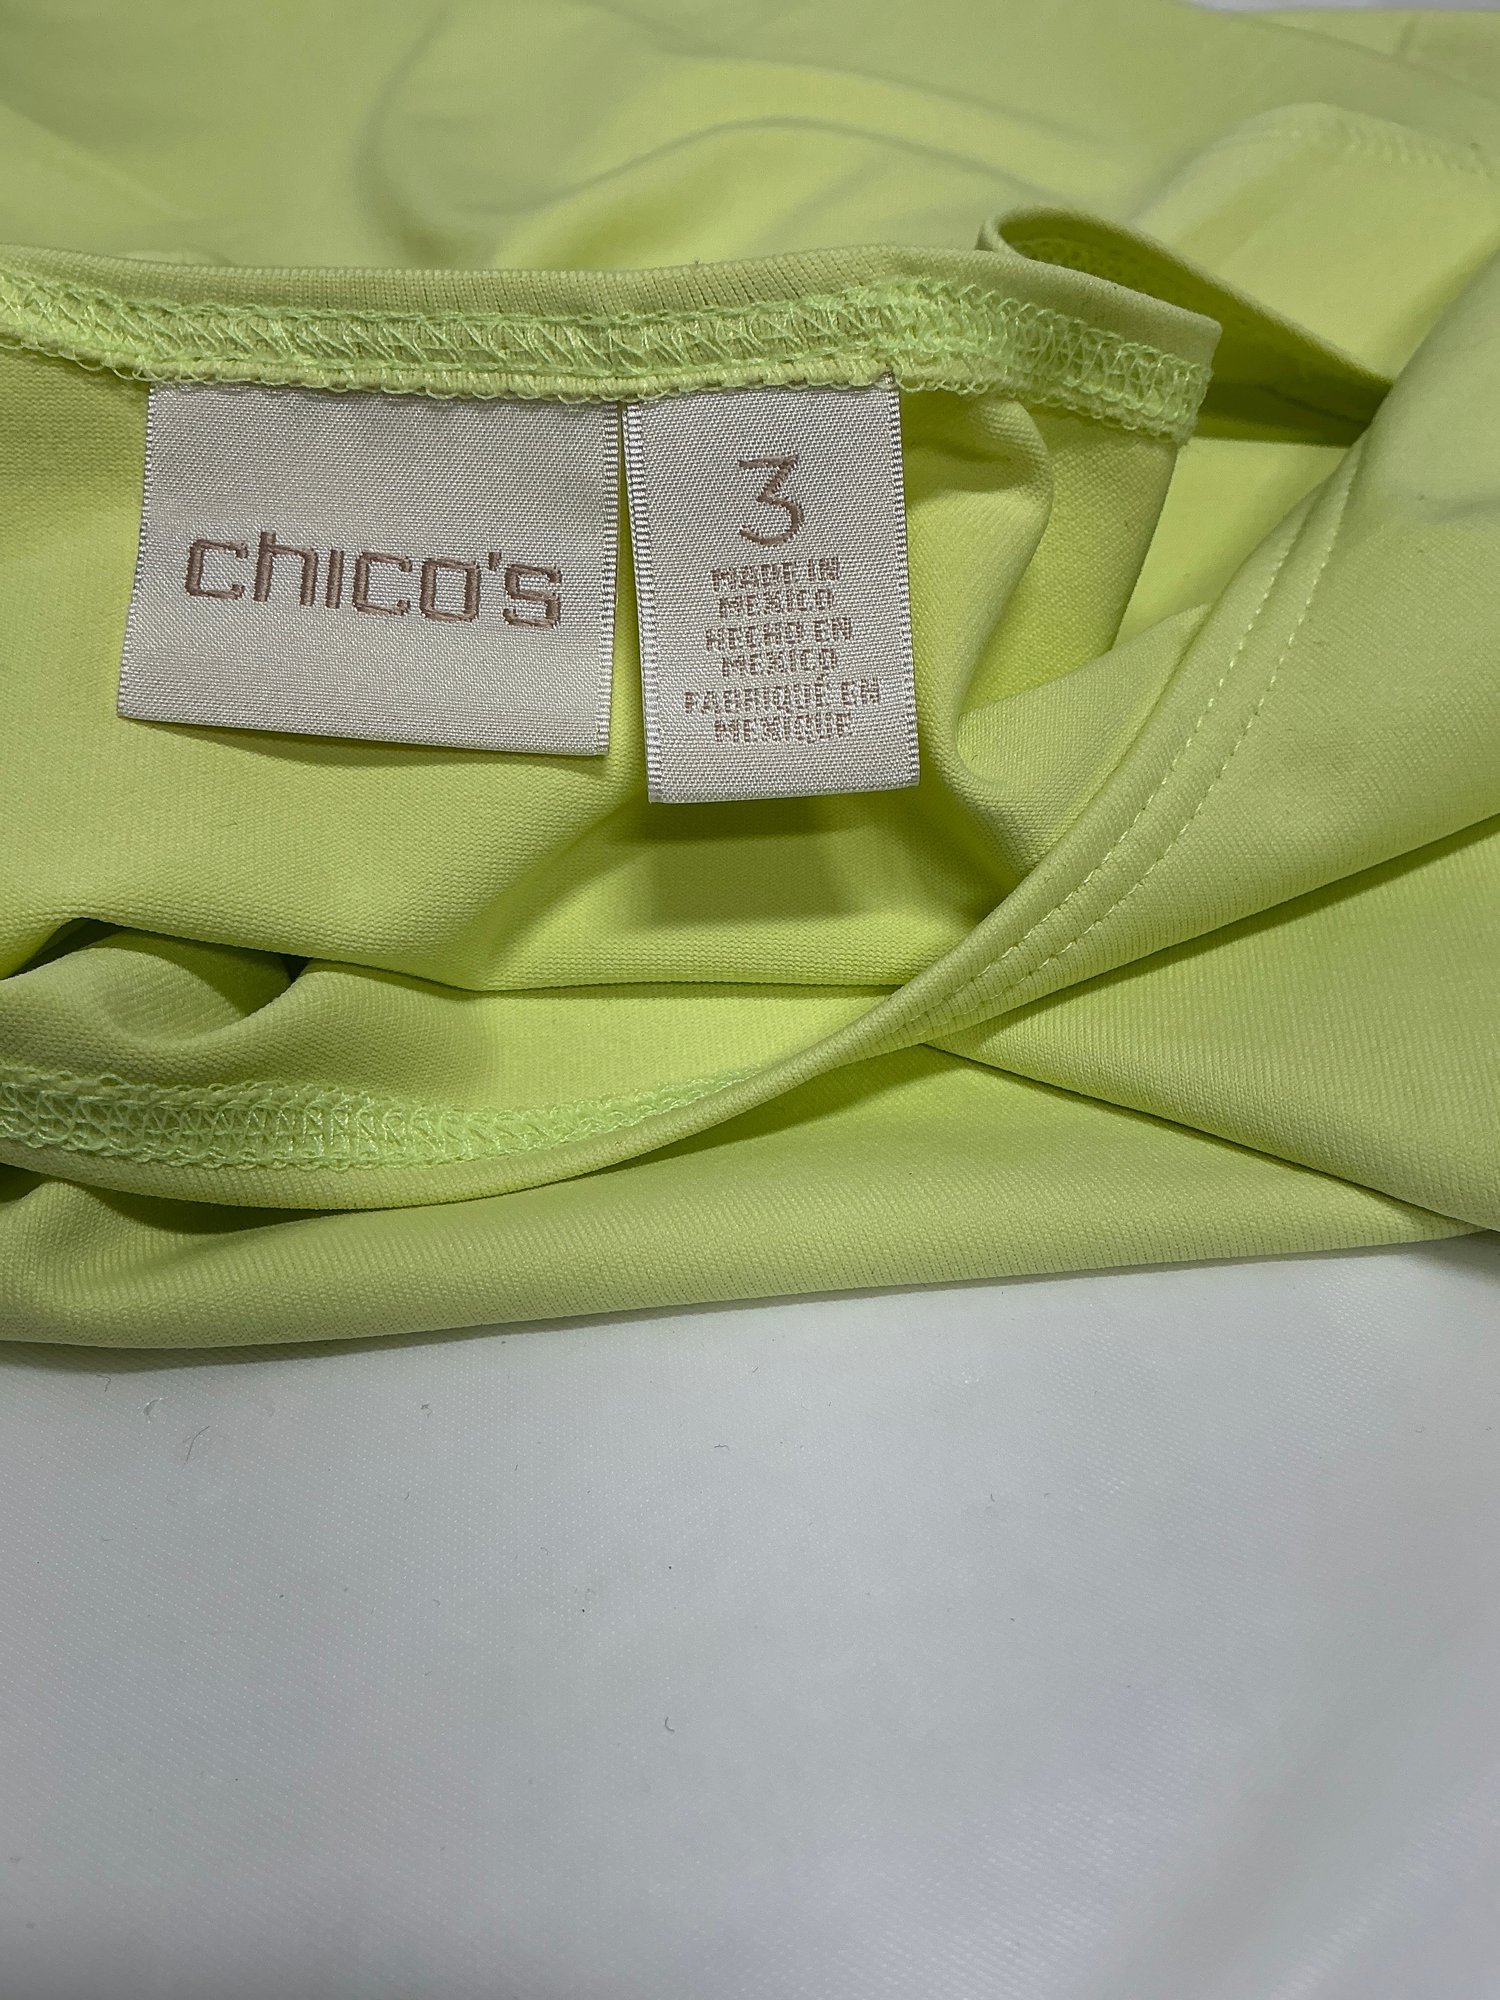 chico's
3
MADE IN
MEXICO
HECHO EN
MEXICO
FABRIQUÉ EN
MEXIQUE